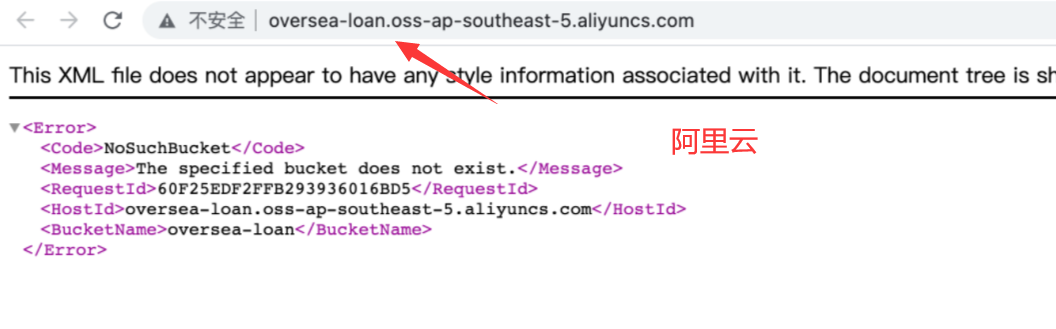 不安全 oversea-loan.oss-ap-southeast-5.aliyuncs.com
This XML file does not appear to have any style information associated with it. The document tree is
<Error>
<Code>NoSuchBucket</Code>
<Message>The specified bucket does not exist.</Message>
<RequestId>60F25EDF2FFB293936016BD5</RequestId>
<HostId>oversea-loan.oss-ap-southeast-5.aliyuncs.com</HostId>
<BucketName>oversea-loan</BucketName>
</Error>
阿里云